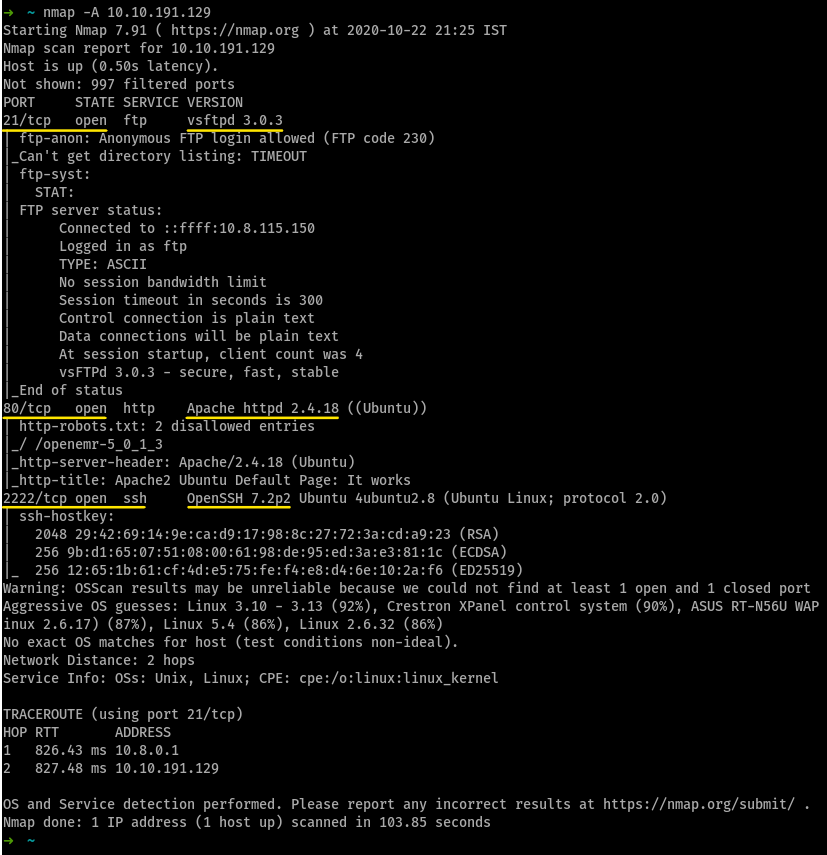 → ~ nmap -A 10.10.191.129
Starting Nmap 7.91 ( https://nmap.org ) at 2020-10-22 21:25 IST
Nmap scan report for 10.10.191.129
Host is up (0.50s latency).
Not shown: 997 filtered ports
PORT     STATE SERVICE VERSION
21/tcp   open  ftp     vsftpd 3.0.3
| ftp-anon: Anonymous FTP login allowed (FTP code 230)
|_Can't get directory listing: TIMEOUT
| ftp-syst:
|   STAT:
| FTP server status:
|      Connected to ::ffff:10.8.115.150
|      Logged in as ftp
|      TYPE: ASCII
|      No session bandwidth limit
|      Session timeout in seconds is 300
|      Control connection is plain text
|      Data connections will be plain text
|      At session startup, client count was 4
|      vsFTPd 3.0.3 - secure, fast, stable
|_End of status
80/tcp   open  http    Apache httpd 2.4.18 ((Ubuntu))
| http-robots.txt: 2 disallowed entries
|_/ /openemr-5_0_1_3
|_http-server-header: Apache/2.4.18 (Ubuntu)
|_http-title: Apache2 Ubuntu Default Page: It works
2222/tcp open  ssh     OpenSSH 7.2p2 Ubuntu 4ubuntu2.8 (Ubuntu Linux; protocol 2.0)
| ssh-hostkey:
|   2048 29:42:69:14:9e:ca:d9:17:98:8c:27:72:3a:cd:a9:23 (RSA)
|   256 9b:d1:65:07:51:08:00:61:98:de:95:ed:3a:e3:81:1c (ECDSA)
|_  256 12:65:1b:61:cf:4d:e5:75:fe:f4:e8:d4:6e:10:2a:f6 (ED25519)
Warning: OSScan results may be unreliable because we could not find at least 1 open and 1 closed port
Aggressive OS guesses: Linux 3.10 - 3.13 (92%), Crestron XPanel control system (90%), ASUS RT-N56U WAP
inux 2.6.17) (87%), Linux 5.4 (86%), Linux 2.6.32 (86%)
No exact OS matches for host (test conditions non-ideal).
Network Distance: 2 hops
Service Info: OSs: Unix, Linux; CPE: cpe:/o:linux:linux_kernel

TRACEROUTE (using port 21/tcp)
HOP RTT       ADDRESS
1   826.43 ms 10.8.0.1
2   827.48 ms 10.10.191.129

OS and Service detection performed. Please report any incorrect results at https://nmap.org/submit/ .
Nmap done: 1 IP address (1 host up) scanned in 103.85 seconds
→ ~